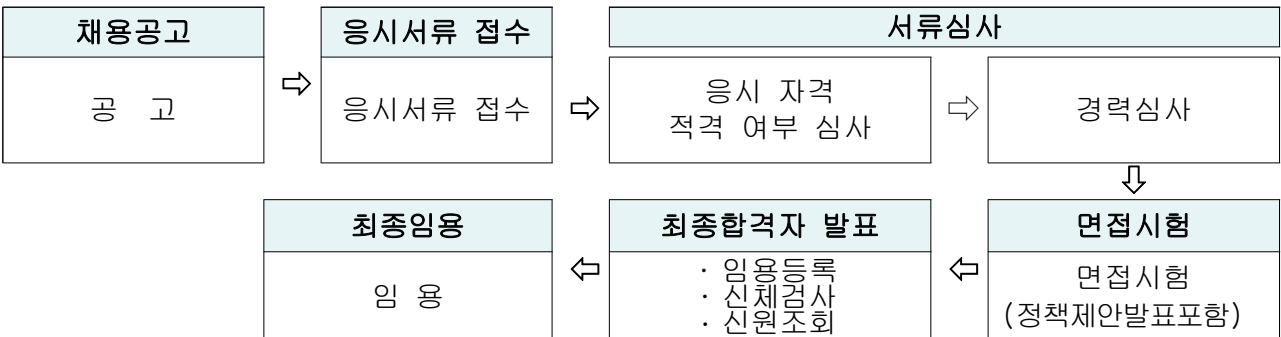 채용공고
응시서류 접수
서류심사
공 고
응시서류 접수
응시 자격
적격 여부 심사
경력심사
최종임용
최종합격자 발표
면접시험
임 용
· 임용등록
· 신체검사
· 신원조회
면접시험
(정책제안발표포함)